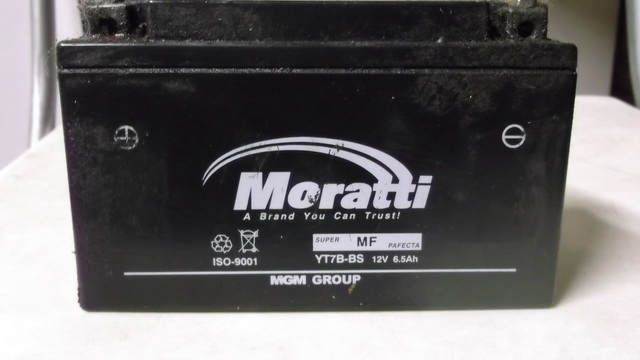 Moratti
A Brand You Can Trust!
SUPER MF PAFECTA
ISO-9001
YT7B-BS 12V 6.5Ah
MGM GROUP